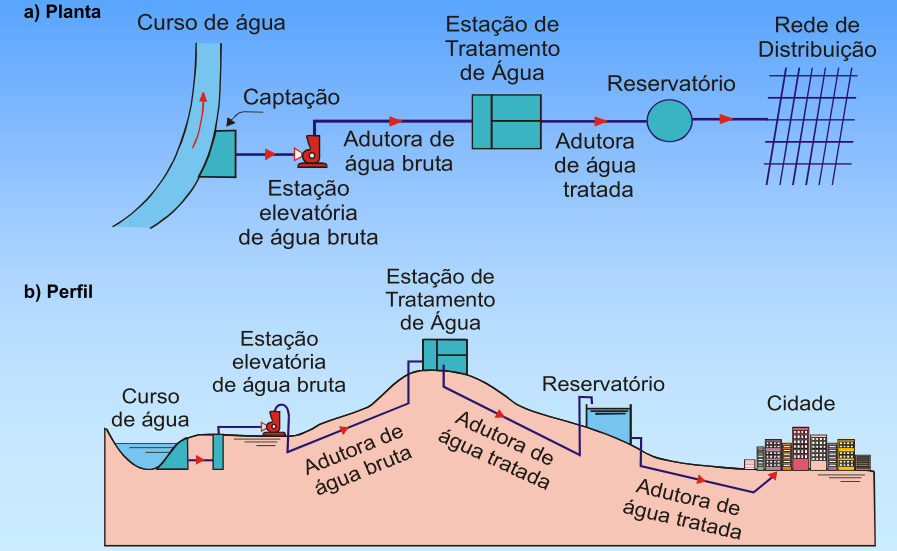 a) Planta
Curso de água
Captação
Estação
elevatória
de água bruta
Adutora de
água bruta
Estação de
Tratamento
de Água
Adutora
de água
tratada
Reservatório
Rede de
Distribuição
b) Perfil
Curso
de água
Estação
elevatória
de água bruta
Adutora de
água bruta
Estação de
Tratamento
de Água
Adutora de
água tratada
Reservatório
Adutora de
água tratada
Cidade